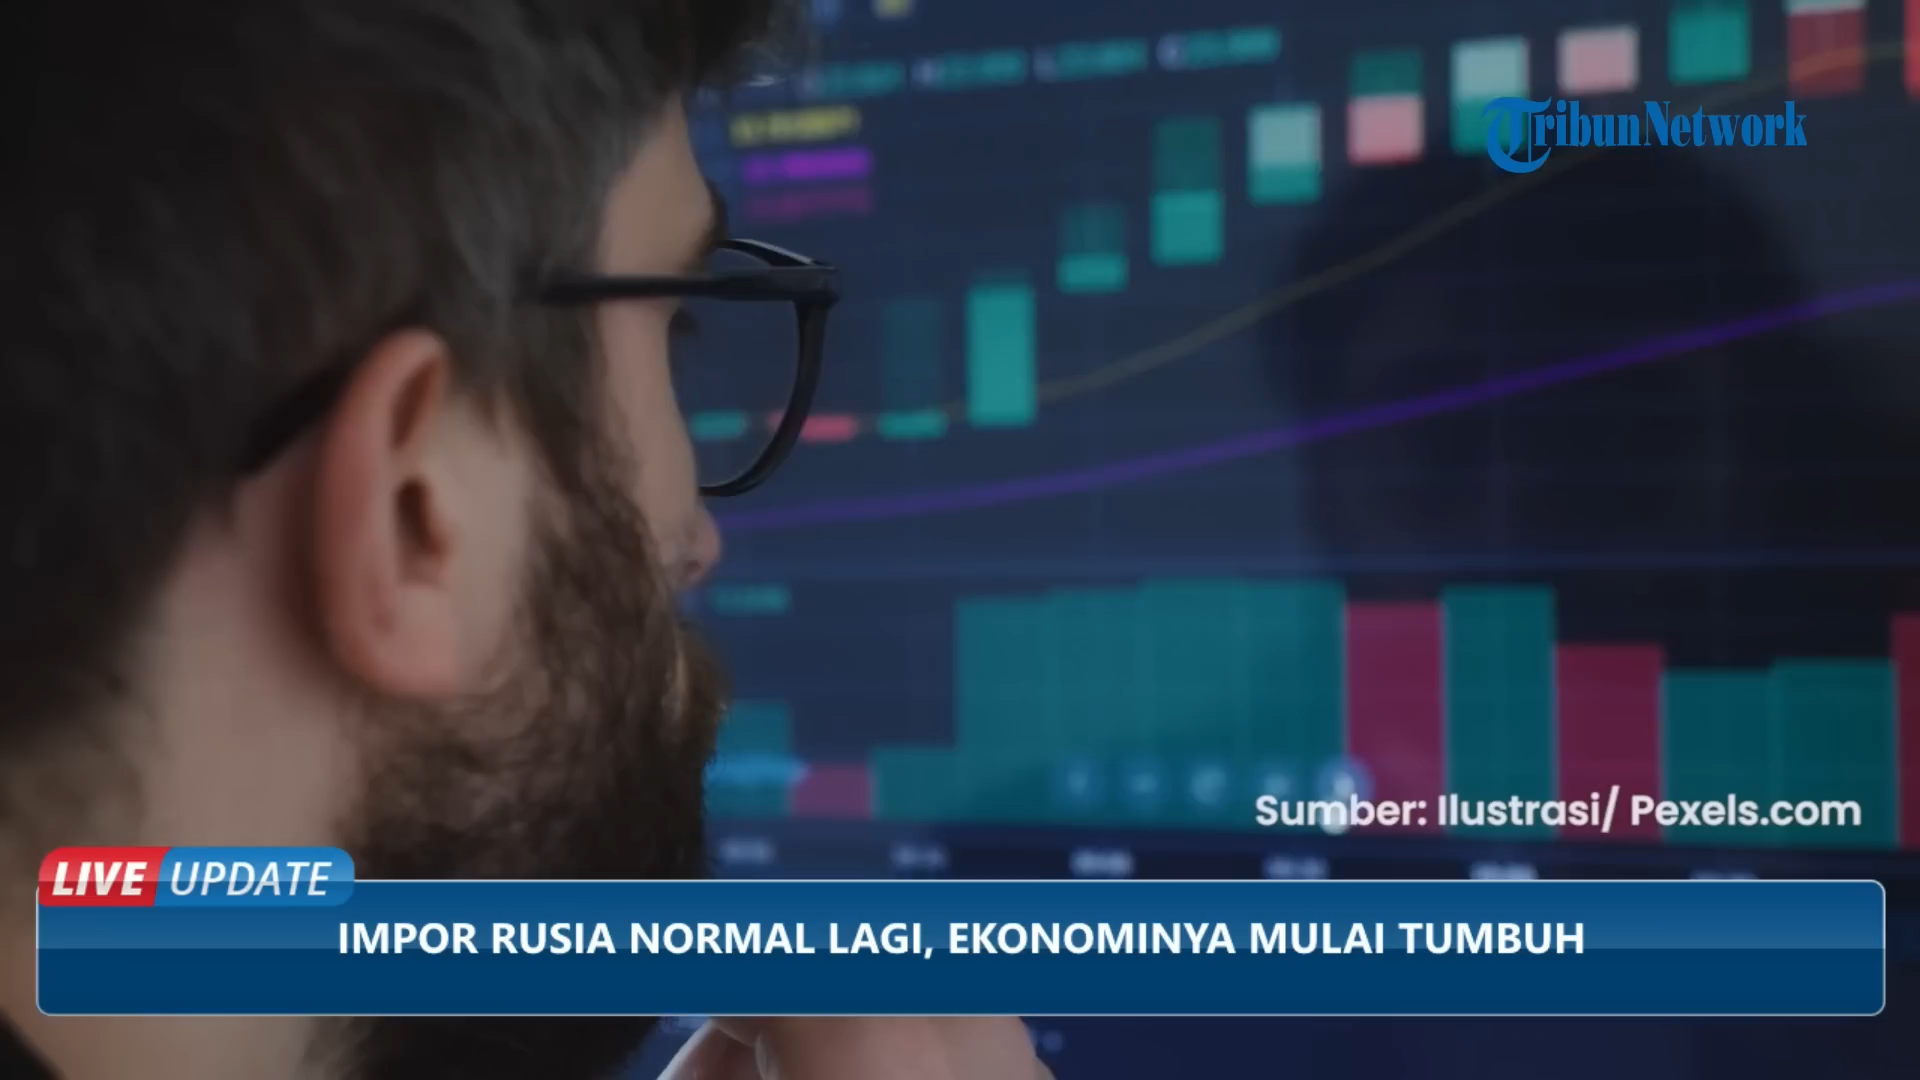 TribunNetwork
Sumber: Ilustrasi/ Pexels.com
LIVE UPDATE
IMPOR RUSIA NORMAL LAGI, EKONOMINYA MULAI TUMBUH